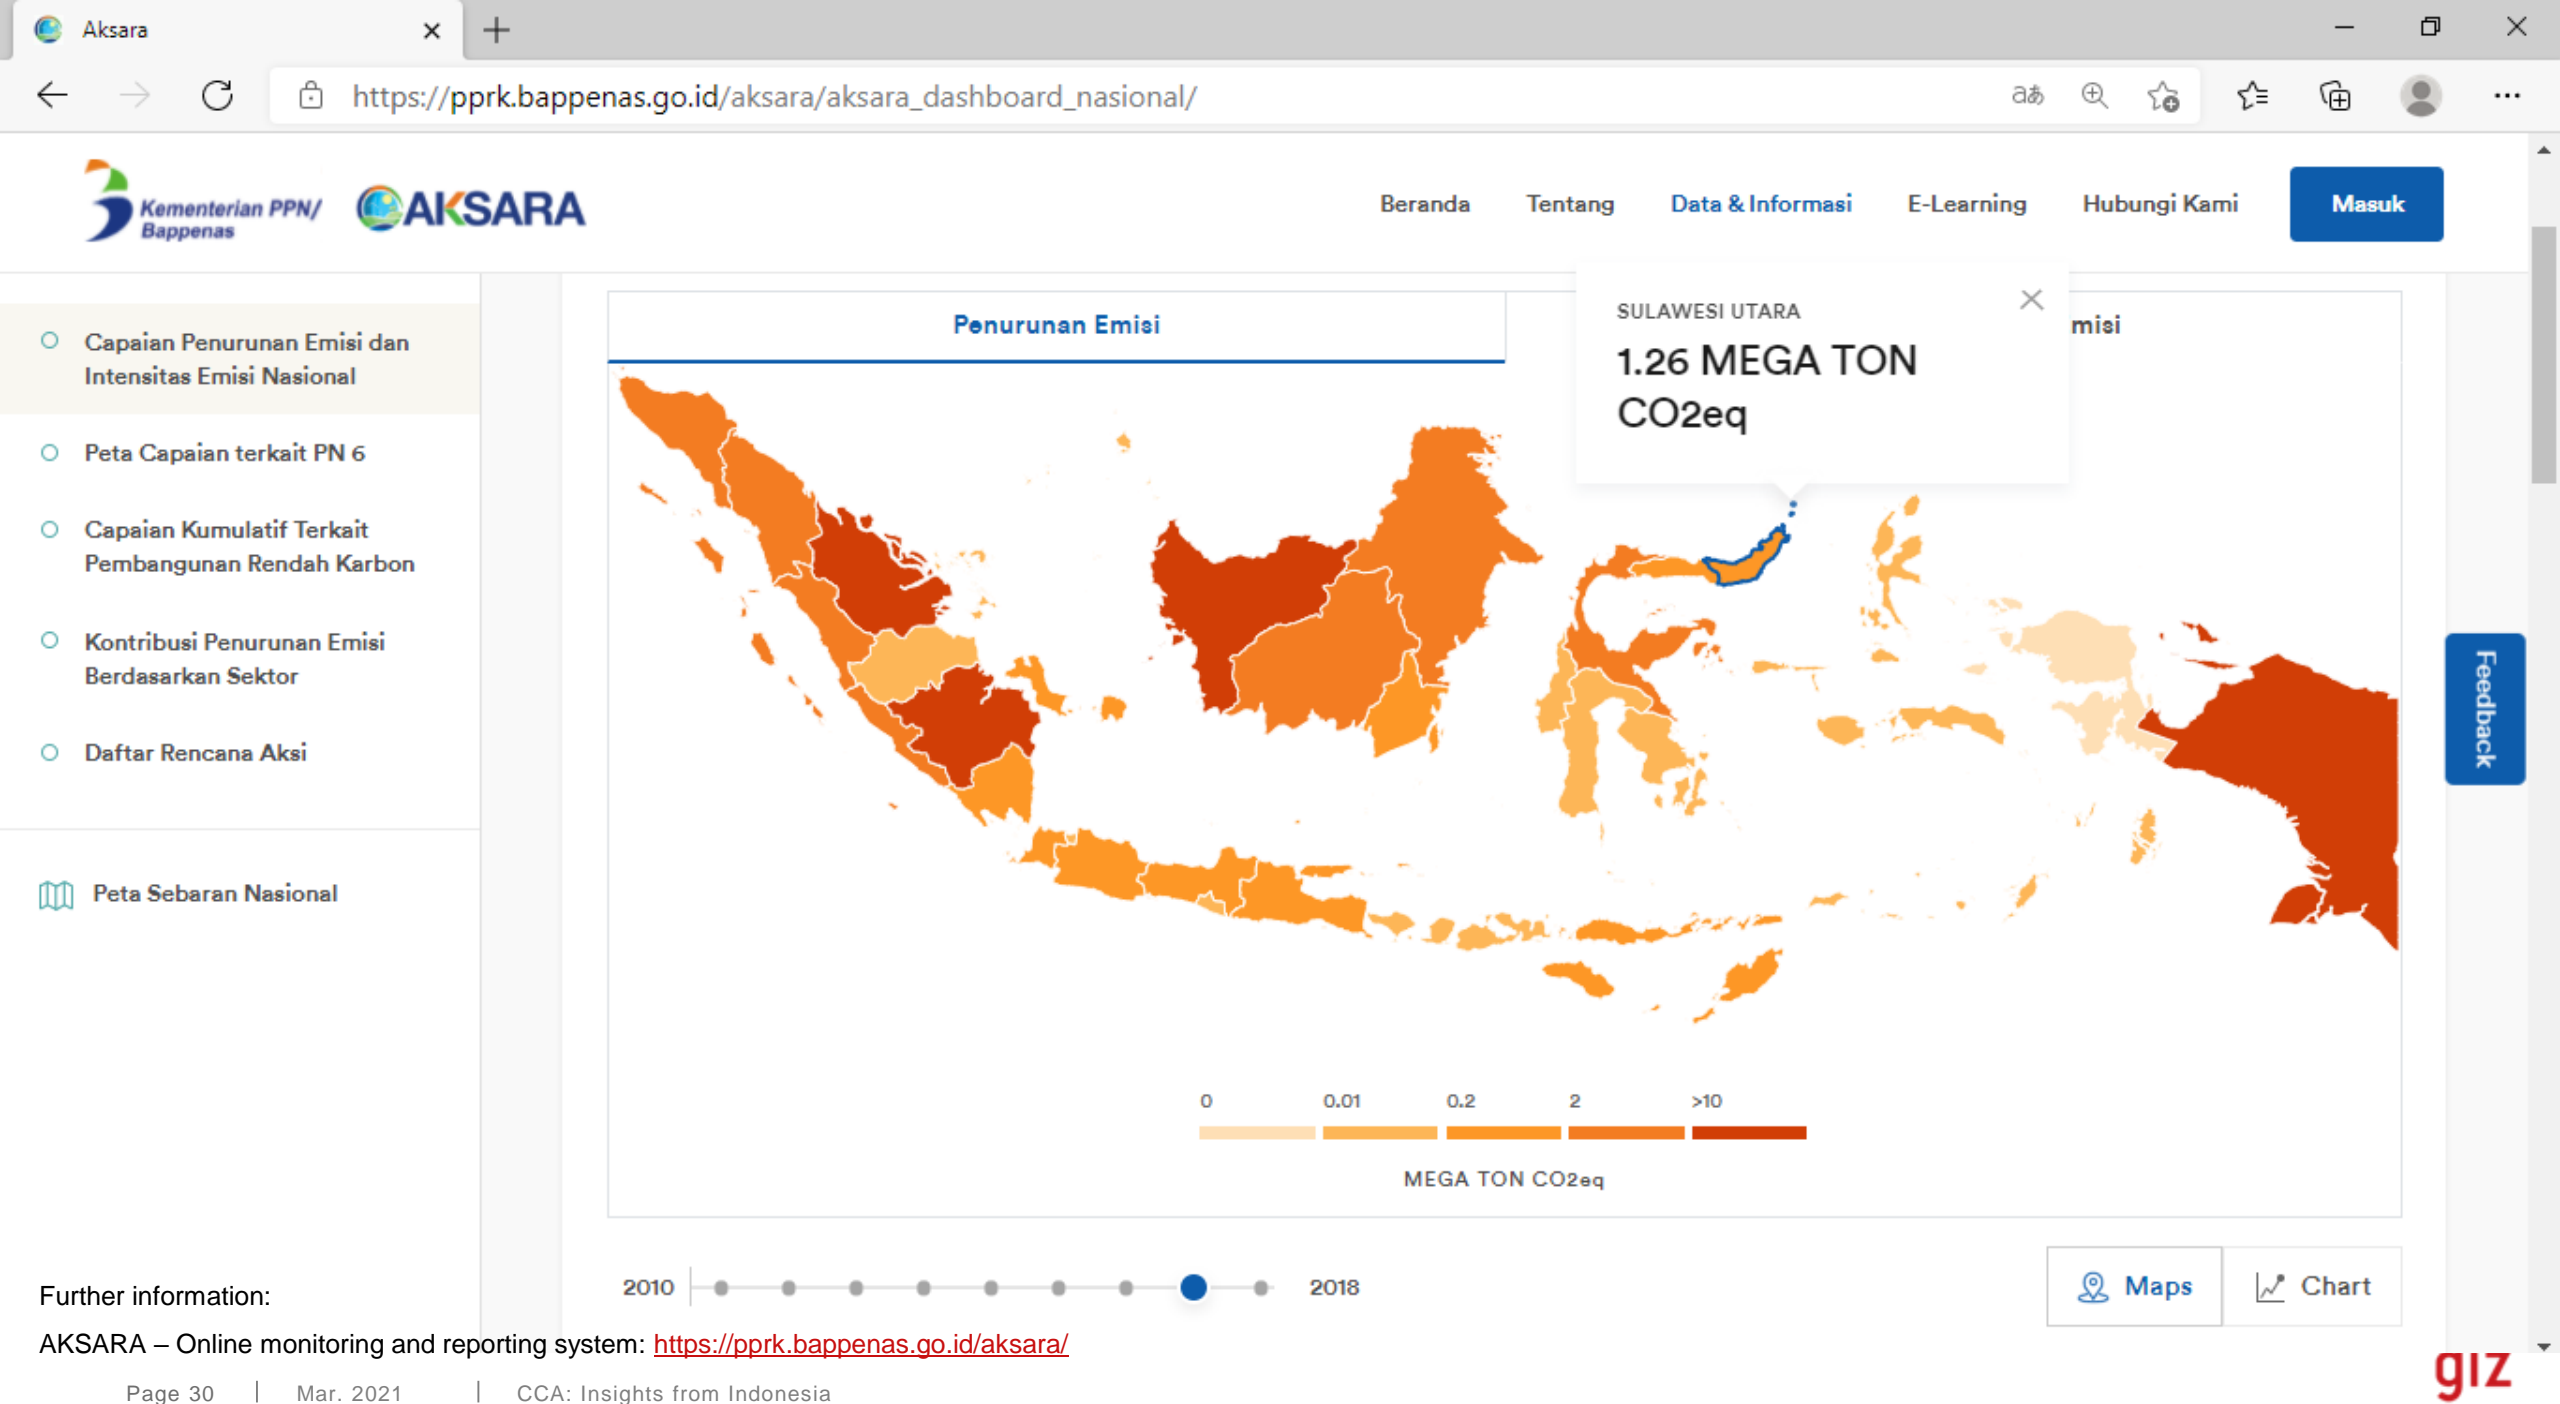 Aksara
https://pprk.bappenas.go.id/aksara/aksara_dashboard_nasional/
aあ
Kementerian PPN/
Bappenas
AKSARA
Beranda
Tentang
Data & Informasi
E-Learning
Hubungi Kami
Masuk
Capaian Penurunan Emisi dan
Intensitas Emisi Nasional
Peta Capaian terkait PN 6
Capaian Kumulatif Terkait
Pembangunan Rendah Karbon
Kontribusi Penurunan Emisi
Berdasarkan Sektor
Daftar Rencana Aksi
Peta Sebaran Nasional
Penurunan Emisi
misi
SULAWESI UTARA
1.26 MEGA TON
CO2eq
Feedback
0 0.01 0.2 2 >10
MEGA TON CO2eq
2010
2018
Maps
Chart
Further information:
AKSARA – Online monitoring and reporting system: https://pprk.bappenas.go.id/aksara/
Page 30 | Mar. 2021 | CCA: Insights from Indonesia
giz